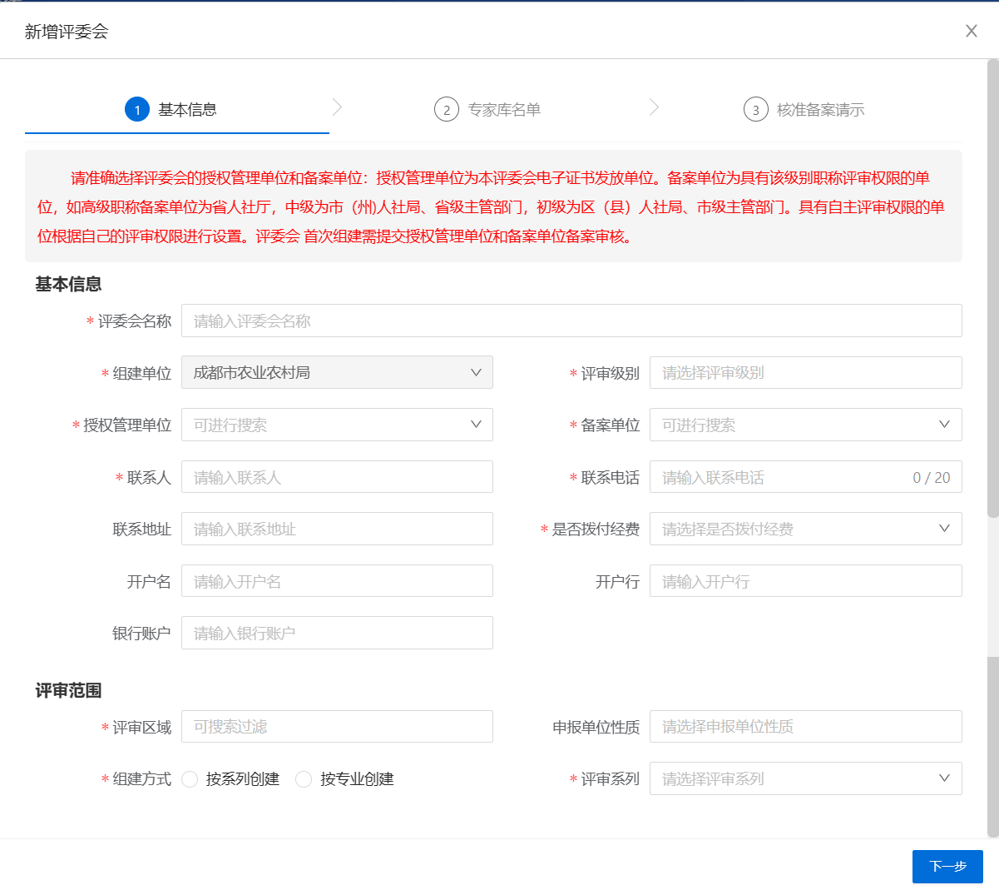 新增评委会
1 基本信息 2 专家库名单 3 核准备案请示
请准确选择评委会的授权管理单位和备案单位：授权管理单位为本评委会电子证书发放单位。备案单位为具有该级别职称评审权限的单
位，如高级职称备案单位为省人社厅，中级为市（州)人社局、省级主管部门，初级为区（县）人社局、市级主管部门。具有自主评审权限的单
位根据自己的评审权限进行设置。评委会 首次组建需提交授权管理单位和备案单位备案审核。
基本信息
* 评委会名称 请输入评委会名称
* 组建单位 成都市农业农村局 * 评审级别 请选择评审级别
* 授权管理单位 可进行搜索 * 备案单位 可进行搜索
* 联系人 请输入联系人 * 联系电话 请输入联系电话 0 / 20
联系地址 请输入联系地址 * 是否拨付经费 请选择是否拨付经费
开户名 请输入开户名 开户行 请输入开户行
银行账户 请输入银行账户
评审范围
* 评审区域 可搜索过滤 申报单位性质 请选择申报单位性质
* 组建方式 按系列创建 按专业创建 * 评审系列 请选择评审系列
下一步